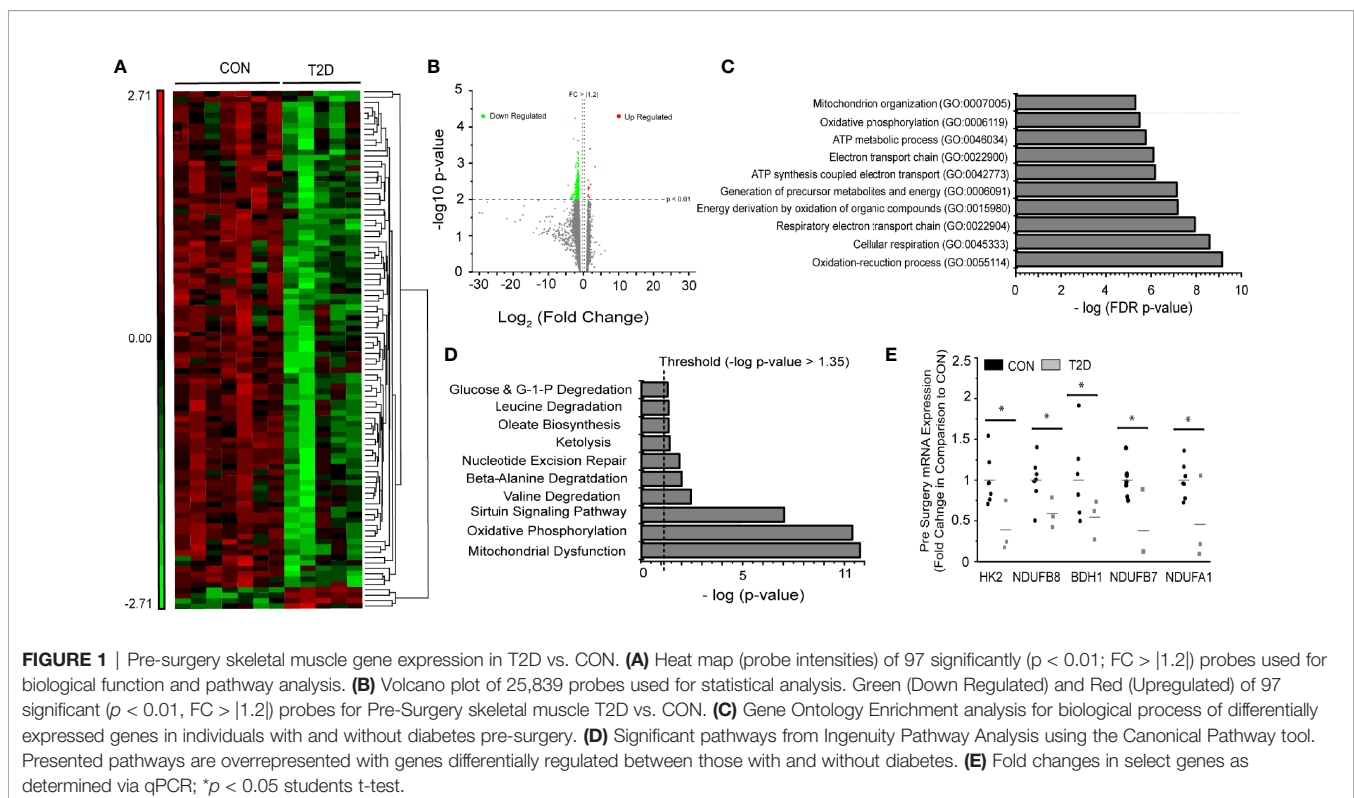 A
CON
T2D
2.71
0.00
-2.71
B
5
4
3
2
1
0
-log10 p-value
FC > |1.2|
Down Regulated
Up Regulated
p < 0.01
-30
-20
-10
0
10
20
30
Log2 (Fold Change)
C
Mitochondrion organization (GO:0007005)
Oxidative phosphorylation (GO:0006119)
ATP metabolic process (GO:0046034)
Electron transport chain (GO:0022900)
ATP synthesis coupled electron transport (GO:0042773)
Generation of precursor metabolites and energy (GO:0006091)
Energy derivation by oxidation of organic compounds (GO:0015980)
Respiratory electron transport chain (GO:0022904)
Cellular respiration (GO:0045333)
Oxidation-recuction process (GO:0055114)
0
2
4
6
8
10
- log (FDR p-value)
D
Threshold (-log p-value > 1.35)
Glucose & G-1-P Degredation
Leucine Degradation
Oleate Biosynthesis
Ketolysis
Nucleotide Excision Repair
Beta-Alanine Degratdation
Valine Degredation
Sirtuin Signaling Pathway
Oxidative Phosphorylation
Mitochondrial Dysfunction
0
1
5
11
- log (p-value)
E
Pre Surgery mRNA Expression
(Fold Cahnge in Comparison to CON)
2.5
2
1.5
1.0
0.5
0
CON
T2D
*
*
*
*
*
HK2
NDUFB8
BDH1
NDUFB7
NDUFA1
FIGURE 1 | Pre-surgery skeletal muscle gene expression in T2D vs. CON. (A) Heat map (probe intensities) of 97 significantly (p < 0.01; FC > |1.2|) probes used for
biological function and pathway analysis. (B) Volcano plot of 25,839 probes used for statistical analysis. Green (Down Regulated) and Red (Upregulated) of 97
significant (p < 0.01, FC > |1.2|) probes for Pre-Surgery skeletal muscle T2D vs. CON. (C) Gene Ontology Enrichment analysis for biological process of differentially
expressed genes in individuals with and without diabetes pre-surgery. (D) Significant pathways from Ingenuity Pathway Analysis using the Canonical Pathway tool.
Presented pathways are overrepresented with genes differentially regulated between those with and without diabetes. (E) Fold changes in select genes as
determined via qPCR; *p < 0.05 students t-test.